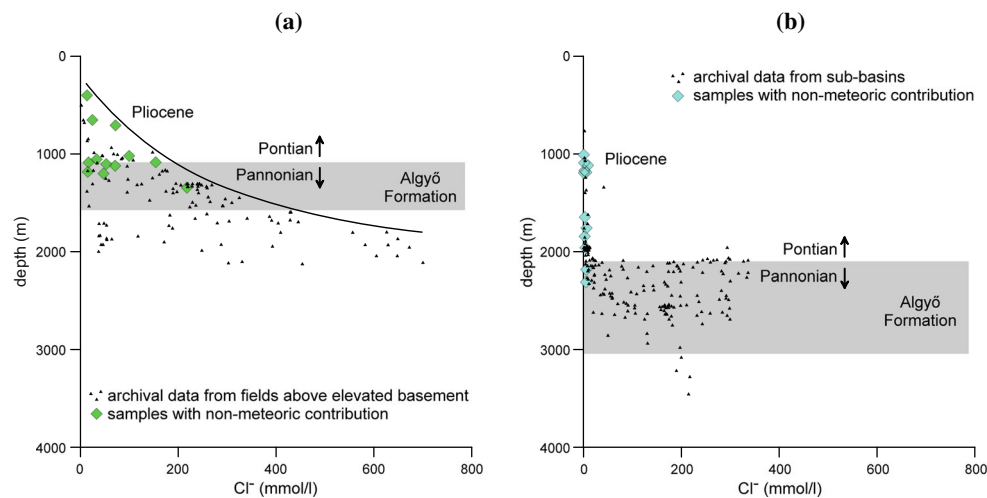 (a)
0
1000
2000
3000
4000
depth (m)
Pliocene
Pontian
Pannonian
Algyő
Formation
archival data from fields above elevated basement
samples with non-meteoric contribution
0 200 400 600 800
Cl⁻ (mmol/l)
(b)
0
1000
2000
3000
4000
depth (m)
archival data from sub-basins
samples with non-meteoric contribution
Pliocene
Pontian
Pannonian
Algyő
Formation
0 200 400 600 800
Cl⁻ (mmol/l)